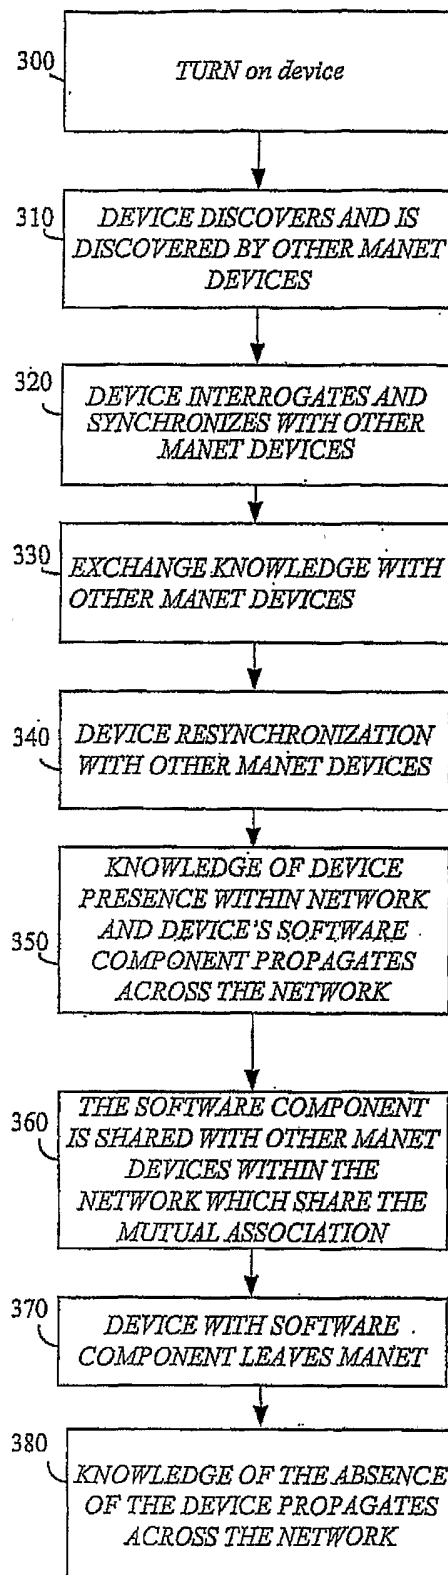 300
TURN on device
310
DEVICE DISCOVERS AND IS
DISCOVERED BY OTHER MANET
DEVICES
320
DEVICE INTERROGATES AND
SYNCHRONIZES WITH OTHER
MANET DEVICES
330
EXCHANGE KNOWLEDGE WITH
OTHER MANET DEVICES
340
DEVICE RESYNCHRONIZATION
WITH OTHER MANET DEVICES
350
KNOWLEDGE OF DEVICE
PRESENCE WITHIN NETWORK
AND DEVICE'S SOFTWARE
COMPONENT PROPAGATES
ACROSS THE NETWORK
360
THE SOFTWARE COMPONENT
IS SHARED WITH OTHER MANET
DEVICES WITHIN THE
NETWORK WHICH SHARE THE
MUTUAL ASSOCIATION
370
DEVICE WITH SOFTWARE
COMPONENT LEAVES MANET
380
KNOWLEDGE OF THE ABSENCE
OF THE DEVICE PROPAGATES
ACROSS THE NETWORK